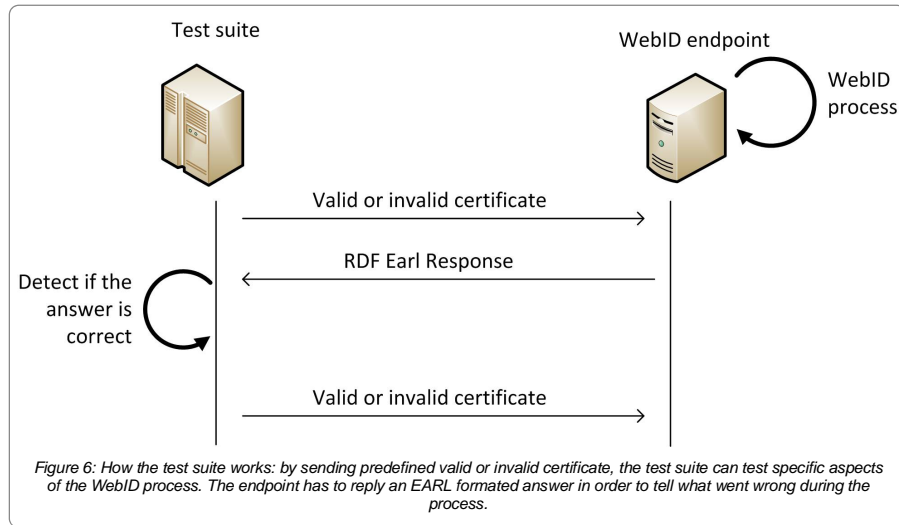 Test suite
WebID endpoint
WebID
process
Valid or invalid certificate
RDF Earl Response
Detect if the
answer is
correct
Valid or invalid certificate
Figure 6: How the test suite works: by sending predefined valid or invalid certificate, the test suite can test specific aspects
of the WebID process. The endpoint has to reply an EARL formated answer in order to tell what went wrong during the
process.